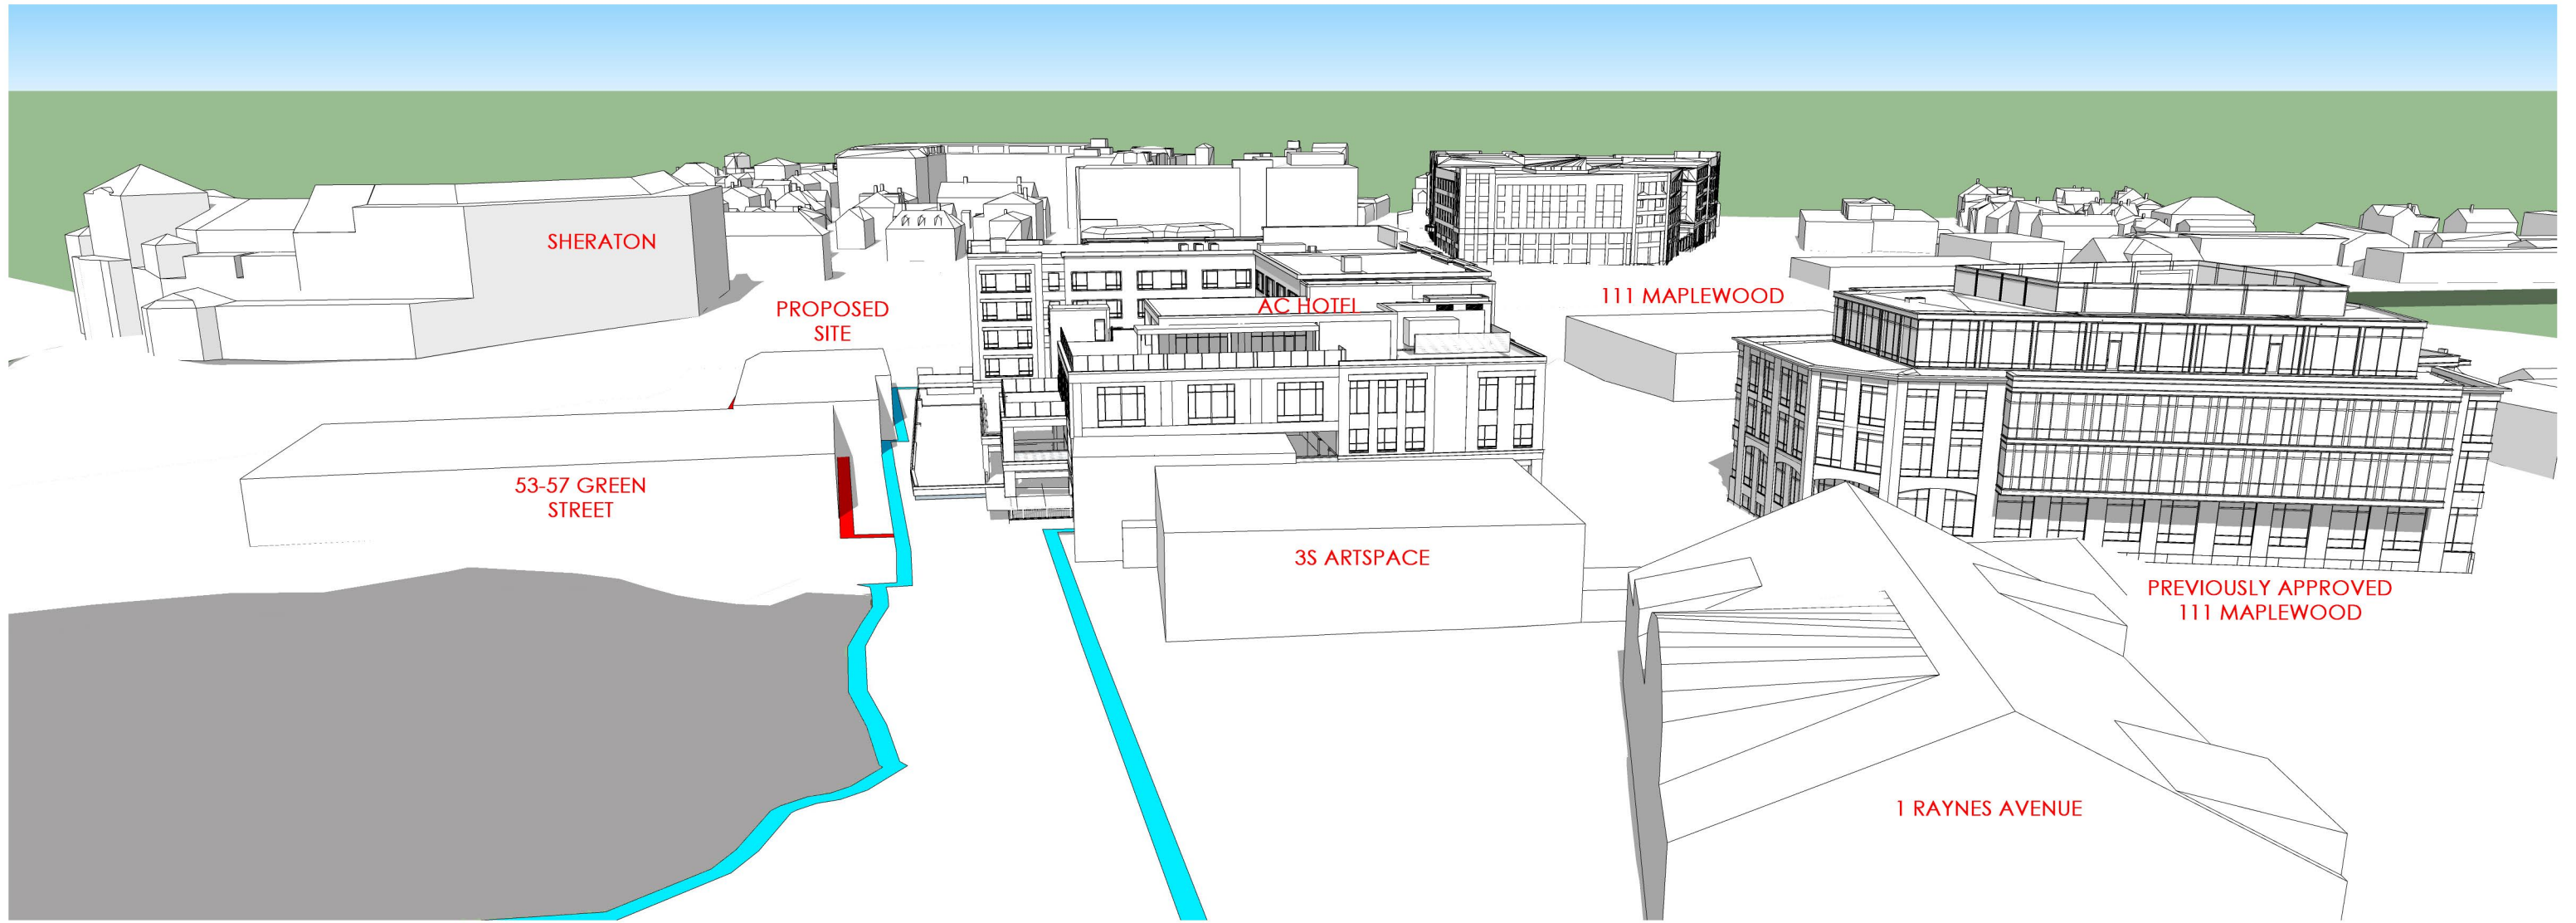 SHERATON
PROPOSED
SITE
AC HOTEL
111 MAPLEWOOD
53-57 GREEN
STREET
3S ARTSPACE
PREVIOUSLY APPROVED
111 MAPLEWOOD
1 RAYNES AVENUE